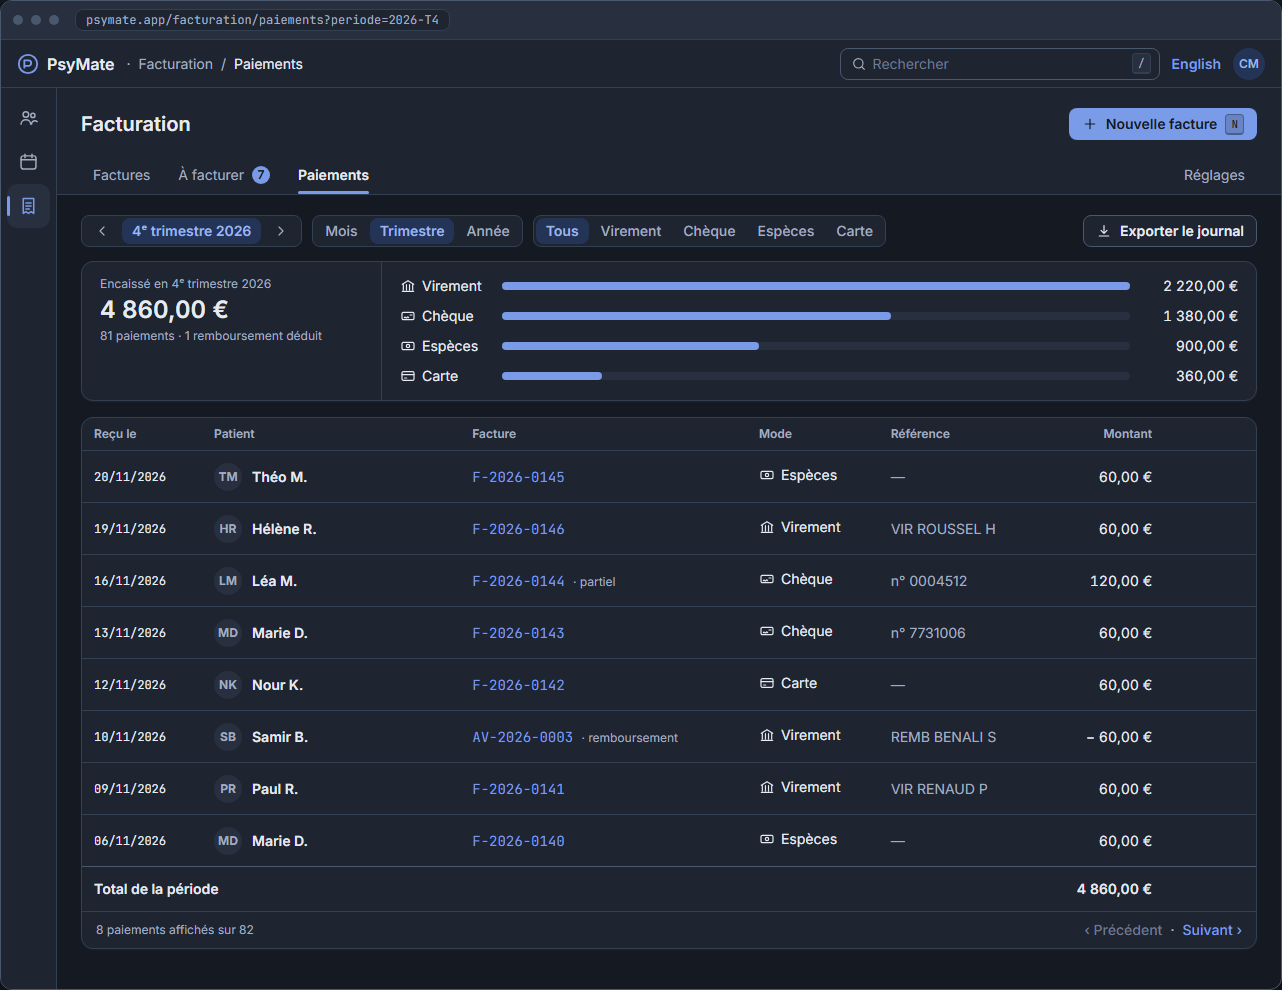 psymate.app/facturation/paiements?periode=2026-T4
PsyMate · Facturation / Paiements
Rechercher /
English
CM
Facturation
+ Nouvelle facture N
Factures
À facturer 7
Paiements
Réglages
‹ 4e trimestre 2026 ›
Mois Trimestre Année
Tous Virement Chèque Espèces Carte
Exporter le journal
Encaissé en 4e trimestre 2026
4 860,00 €
81 paiements · 1 remboursement déduit
Virement 2 220,00 €
Chèque 1 380,00 €
Espèces 900,00 €
Carte 360,00 €
Reçu le Patient Facture Mode Référence Montant
20/11/2026 TM Théo M. F-2026-0145 Espèces — 60,00 €
19/11/2026 HR Hélène R. F-2026-0146 Virement VIR ROUSSEL H 60,00 €
16/11/2026 LM Léa M. F-2026-0144 · partiel Chèque n° 0004512 120,00 €
13/11/2026 MD Marie D. F-2026-0143 Chèque n° 7731006 60,00 €
12/11/2026 NK Nour K. F-2026-0142 Carte — 60,00 €
10/11/2026 SB Samir B. AV-2026-0003 · remboursement Virement REMB BENALI S − 60,00 €
09/11/2026 PR Paul R. F-2026-0141 Virement VIR RENAUD P 60,00 €
06/11/2026 MD Marie D. F-2026-0140 Espèces — 60,00 €
Total de la période 4 860,00 €
8 paiements affichés sur 82
‹ Précédent · Suivant ›